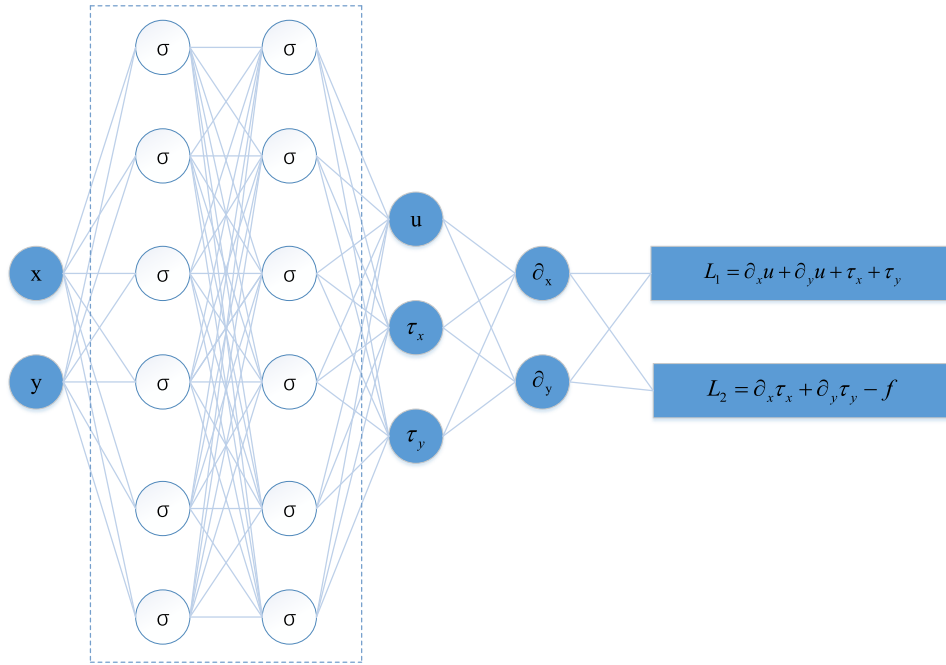 x
y
σ
σ
σ
σ
σ
σ
σ
σ
σ
σ
σ
σ
u
τ_x
τ_y
∂_x
∂_y
L_1 = ∂_x u + ∂_y u + τ_x + τ_y
L_2 = ∂_x τ_x + ∂_y τ_y − f